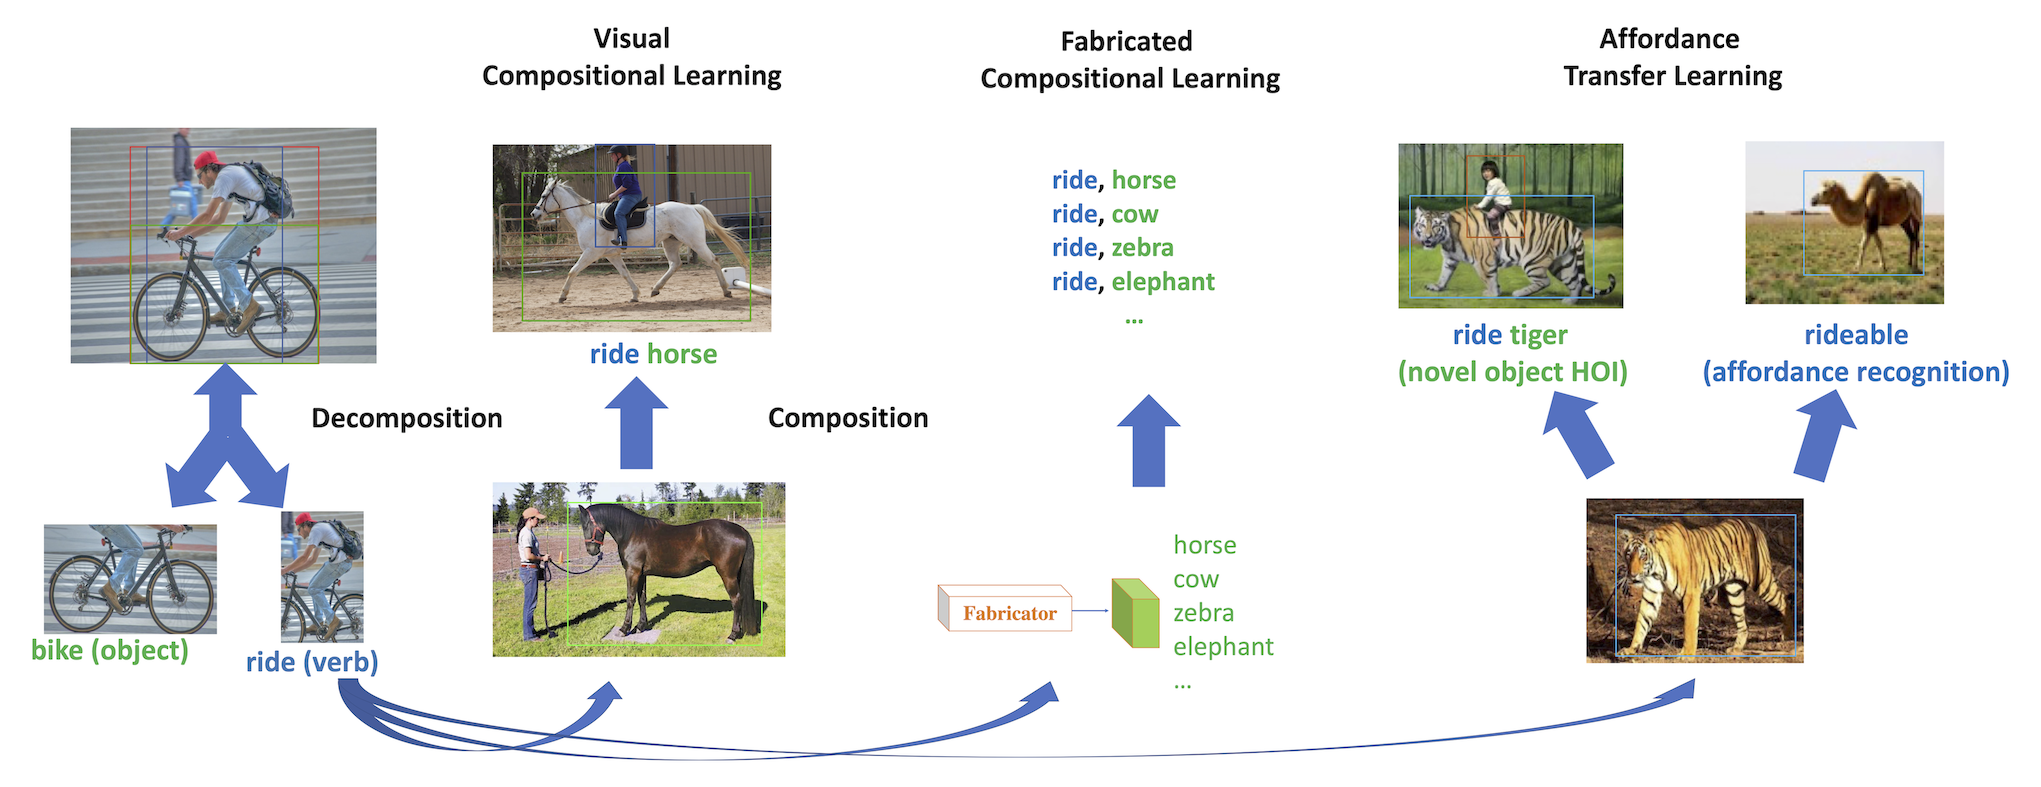 Visual
Compositional Learning
Fabricated
Compositional Learning
Affordance
Transfer Learning
ride, horse
ride, cow
ride, zebra
ride, elephant
...
ride horse
ride tiger
(novel object HOI)
rideable
(affordance recognition)
Decomposition
Composition
bike (object)
ride (verb)
Fabricator
horse
cow
zebra
elephant
...